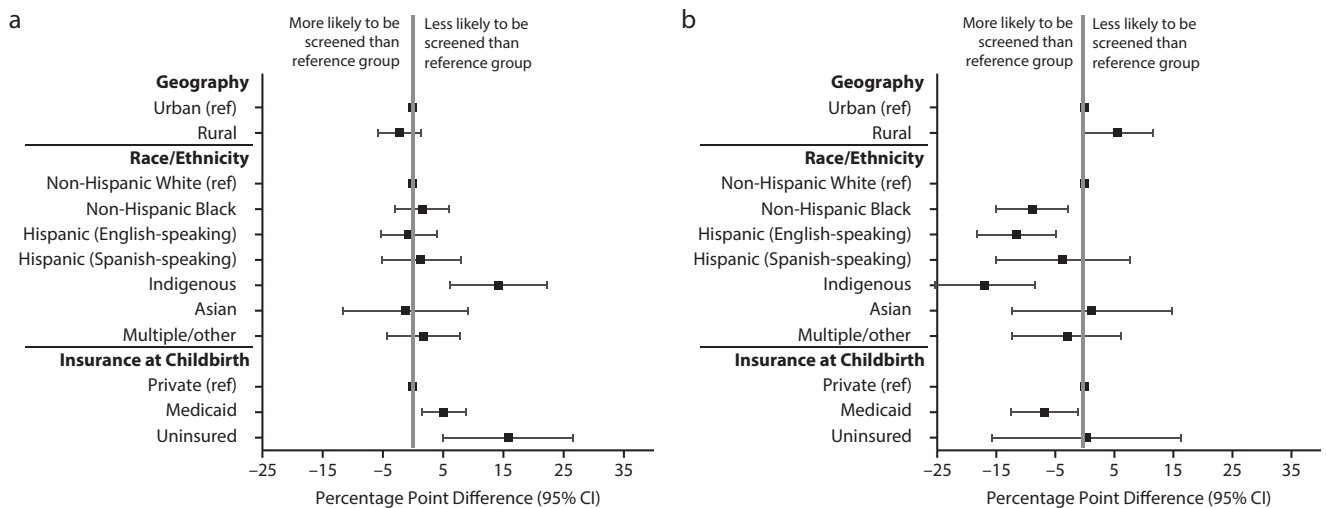 a
More likely to be
screened than
reference group
Less likely to be
screened than
reference group
Geography
Urban (ref)
Rural
Race/Ethnicity
Non-Hispanic White (ref)
Non-Hispanic Black
Hispanic (English-speaking)
Hispanic (Spanish-speaking)
Indigenous
Asian
Multiple/other
Insurance at Childbirth
Private (ref)
Medicaid
Uninsured
–25 –5 5 15 25 35
Percentage Point Difference (95% CI)
b
More likely to be
screened than
reference group
Less likely to be
screened than
reference group
Geography
Urban (ref)
Rural
Race/Ethnicity
Non-Hispanic White (ref)
Non-Hispanic Black
Hispanic (English-speaking)
Hispanic (Spanish-speaking)
Indigenous
Asian
Multiple/other
Insurance at Childbirth
Private (ref)
Medicaid
Uninsured
–25 –15 –5 5 15 25 35
Percentage Point Difference (95% CI)